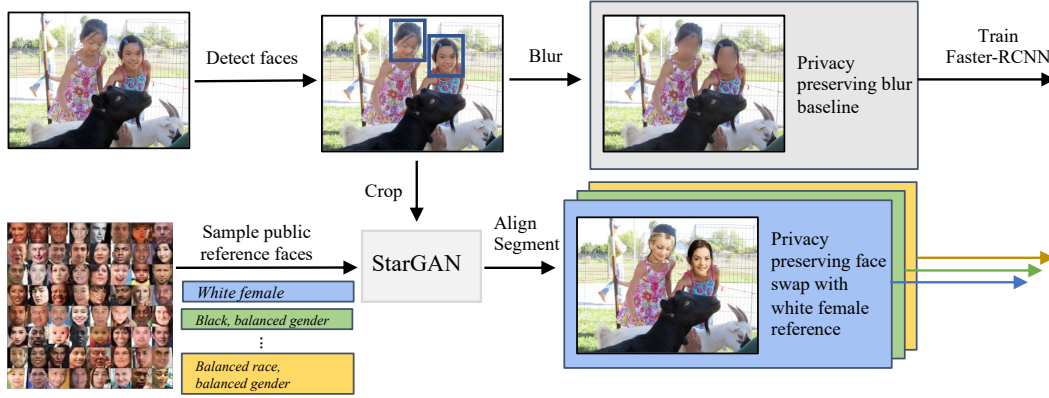 Detect faces
Blur
Privacy
preserving blur
baseline
Train
Faster-RCNN
Crop
Sample public
reference faces
White female
Black, balanced gender
...
Balanced race,
balanced gender
StarGAN
Align
Segment
Privacy
preserving face
swap with
white female
reference